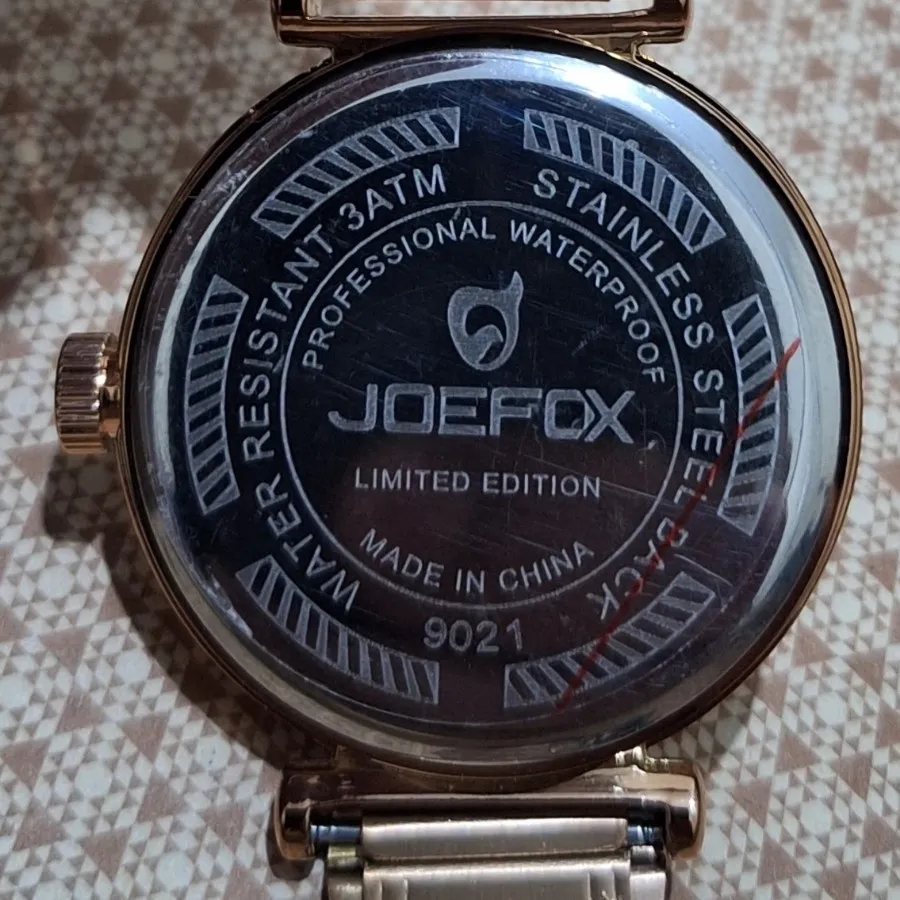 WATER RESISTANT 3ATM
STAINLESS STEEL BACK
PROFESSIONAL WATERPROOF
JOEFOX
LIMITED EDITION
MADE IN CHINA
9021